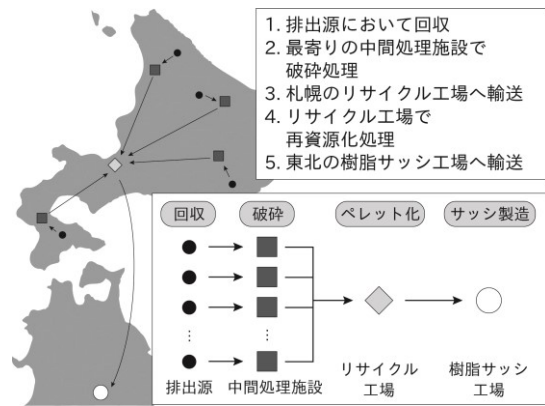 1. 排出源において回収
2. 最寄りの中間処理施設で
破砕処理
3. 札幌のリサイクル工場へ輸送
4. リサイクル工場で
再資源化処理
5. 東北の樹脂サッシ工場へ輸送
回収
破砕
ペレット化
サッシ製造
排出源
中間処理施設
リサイクル
工場
樹脂サッシ
工場